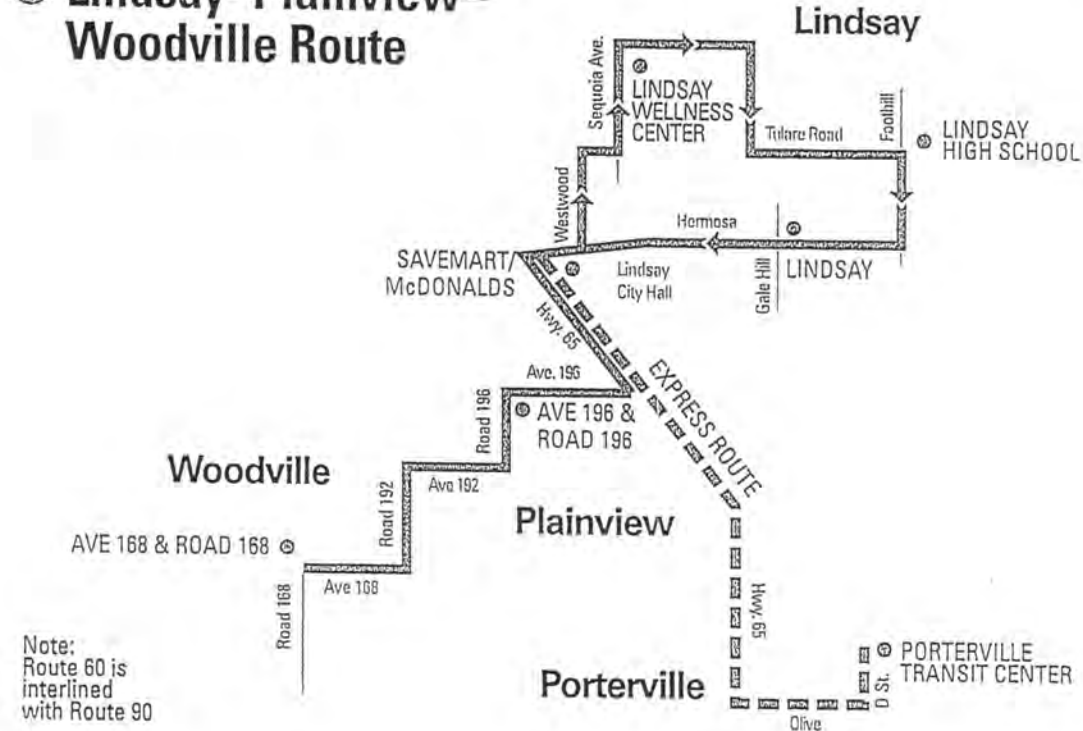 Lindsay
Woodville Route
Lindsay
Sequoia Ave.
LINDSAY
WELLNESS
CENTER
Tulare Road
Foothill
LINDSAY
HIGH SCHOOL
Westwood
Hermosa
SAVEMART/
McDONALDS
Lindsay
City Hall
Gale Hill
LINDSAY
Hwy. 65
EXPRESS ROUTE
Ave. 196
Road 196
AVE 196 &
ROAD 196
Woodville
Ave 192
Road 192
Plainview
AVE 168 & ROAD 168
Ave 168
Road 168
Hwy. 65
Note:
Route 60 is
interlined
with Route 90
Porterville
D St.
PORTERVILLE
TRANSIT CENTER
Olive